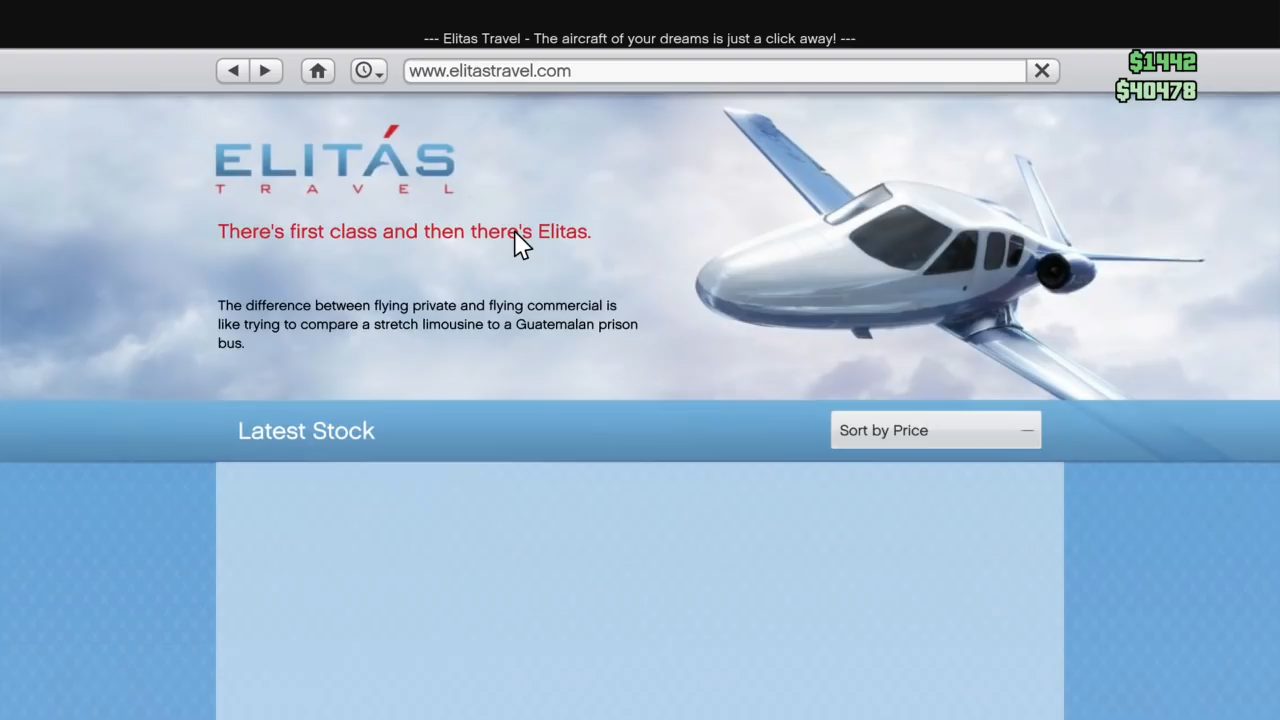 --- Elitas Travel - The aircraft of your dreams is just a click away! ---
www.elitastravel.com
$1442
$40478
ELITÁS
TRAVEL
There's first class and then there's Elitas.
The difference between flying private and flying commercial is
like trying to compare a stretch limousine to a Guatemalan prison
bus.
Latest Stock
Sort by Price